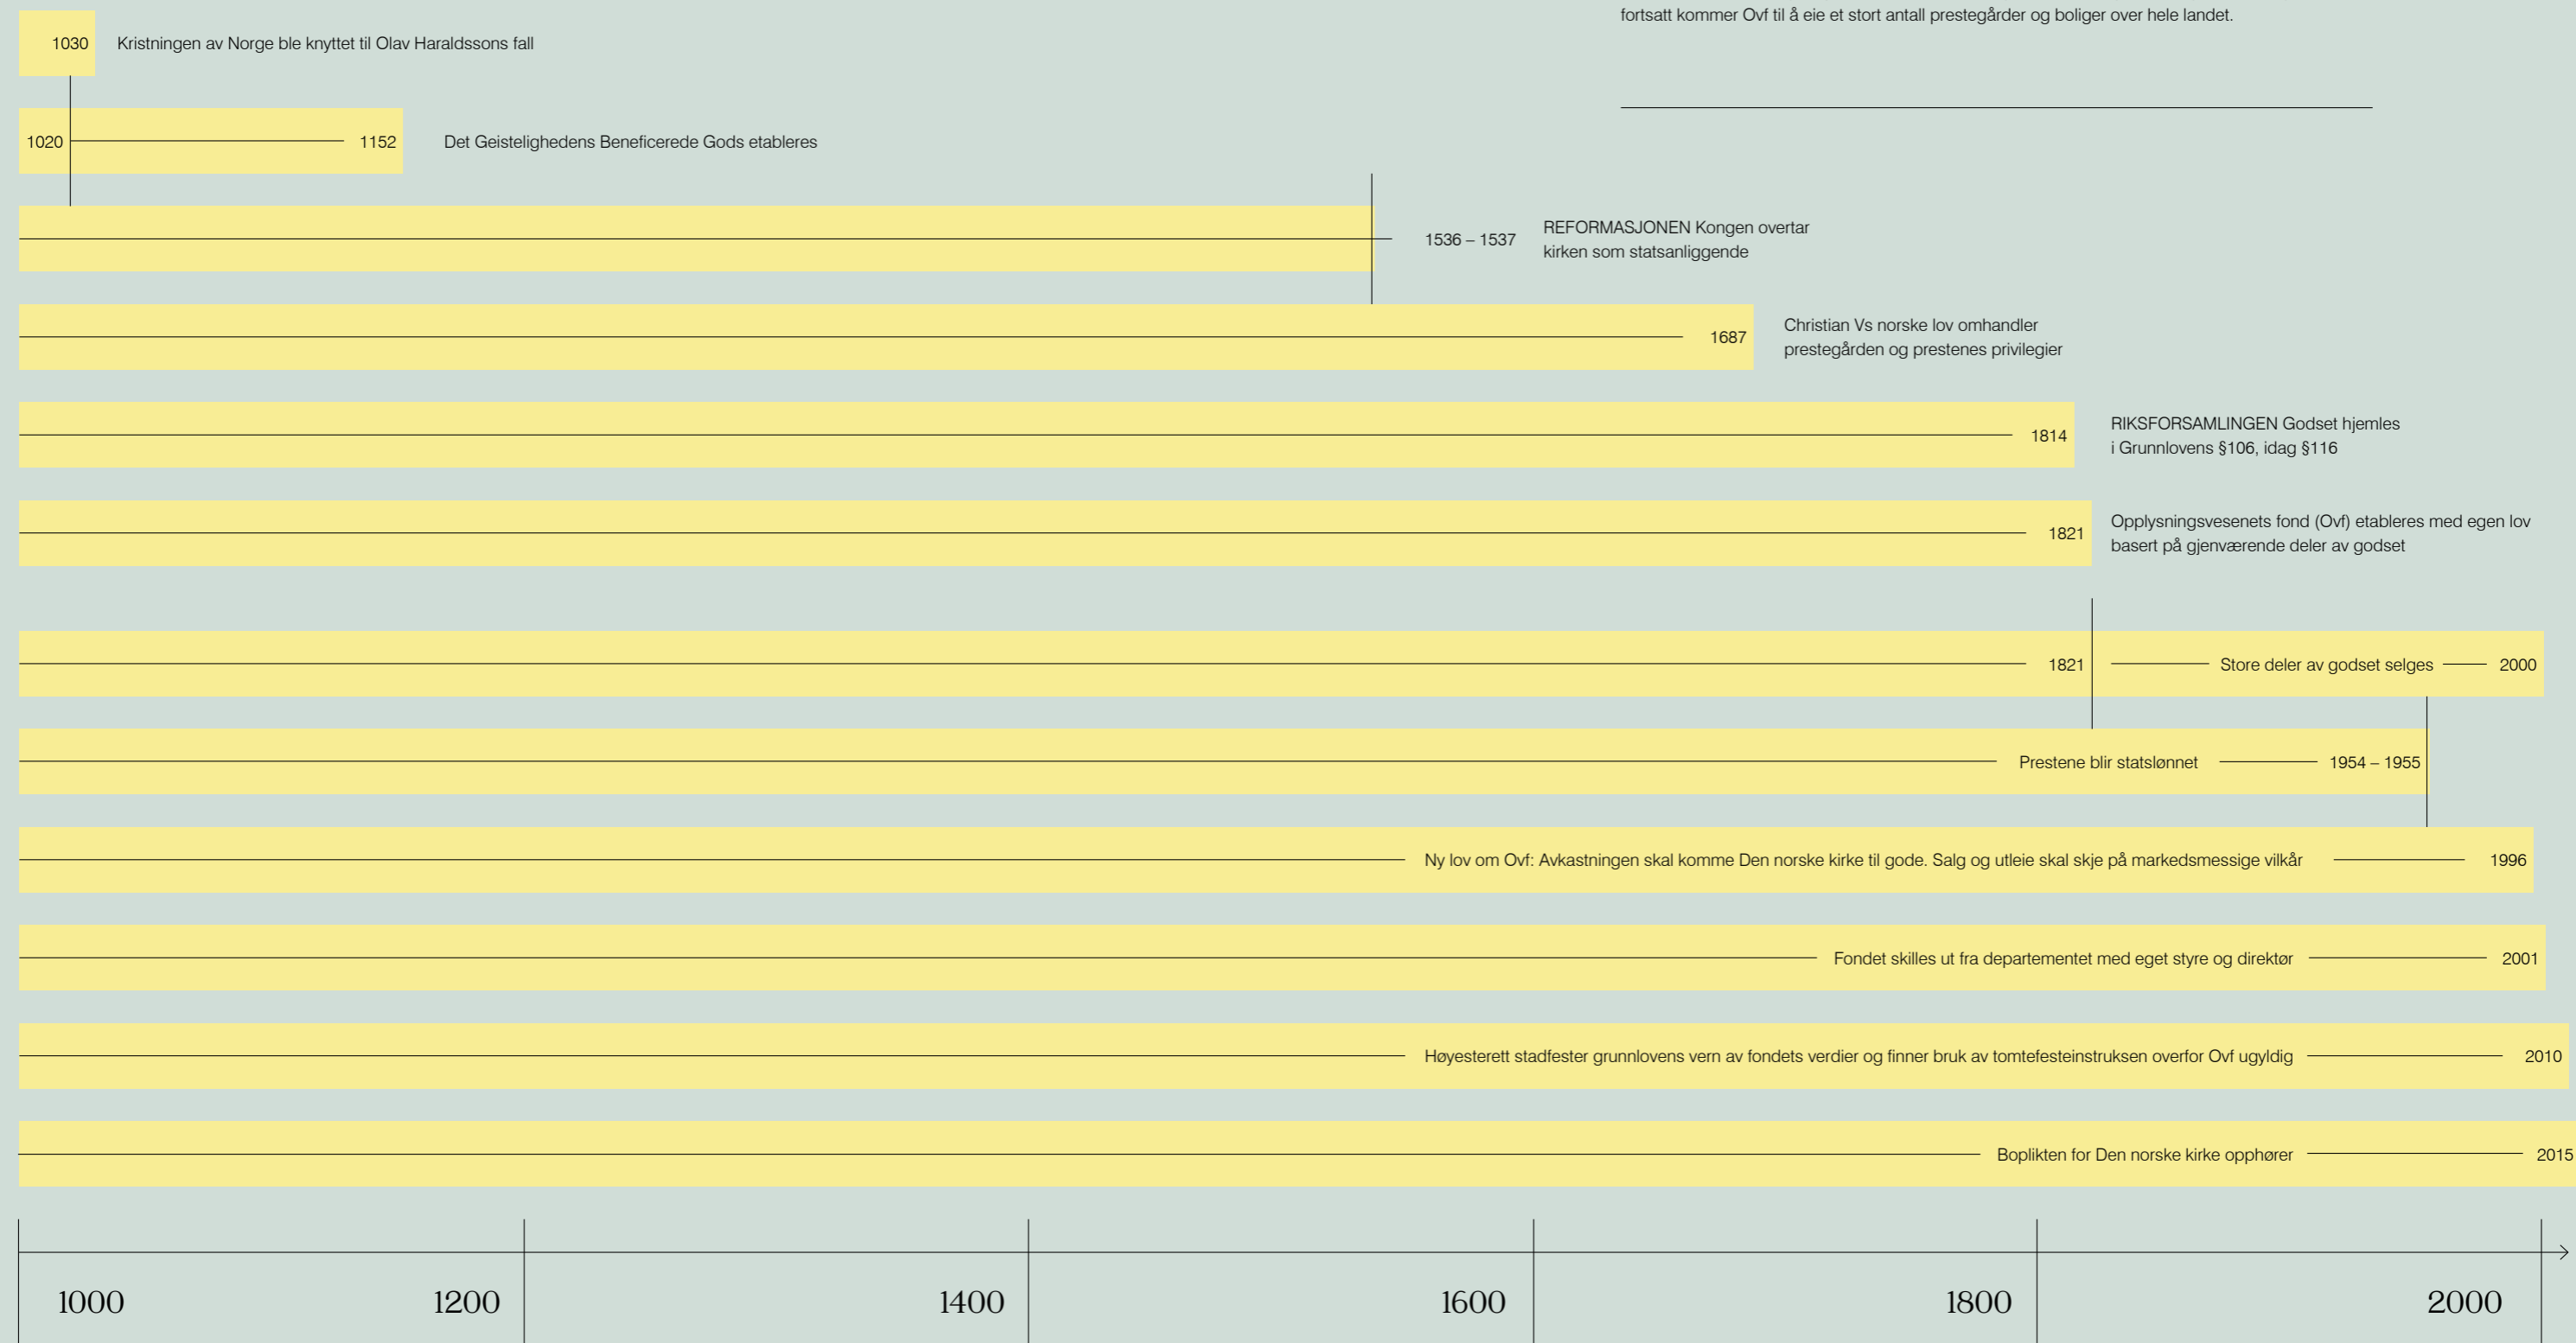 fortsatt kommer Ovf til å eie et stort antall prestegårder og boliger over hele landet.
1030 Kristningen av Norge ble knyttet til Olav Haraldssons fall
1020 1152 Det Geistelighedens Beneficerede Gods etableres
1536 – 1537 REFORMASJONEN Kongen overtar
kirken som statsanliggende
1687 Christian Vs norske lov omhandler
prestegården og prestenes privilegier
1814 RIKSFORSAMLINGEN Godset hjemles
i Grunnlovens §106, idag §116
1821 Opplysningsvesenets fond (Ovf) etableres med egen lov
basert på gjenværende deler av godset
1821 Store deler av godset selges 2000
Prestene blir statslønnet 1954 – 1955
Ny lov om Ovf: Avkastningen skal komme Den norske kirke til gode. Salg og utleie skal skje på markedsmessige vilkår 1996
Fondet skilles ut fra departementet med eget styre og direktør 2001
Høyesterett stadfester grunnlovens vern av fondets verdier og finner bruk av tomtefesteinstruksen overfor Ovf ugyldig 2010
Boplikten for Den norske kirke opphører 2015
1000 1200 1400 1600 1800 2000